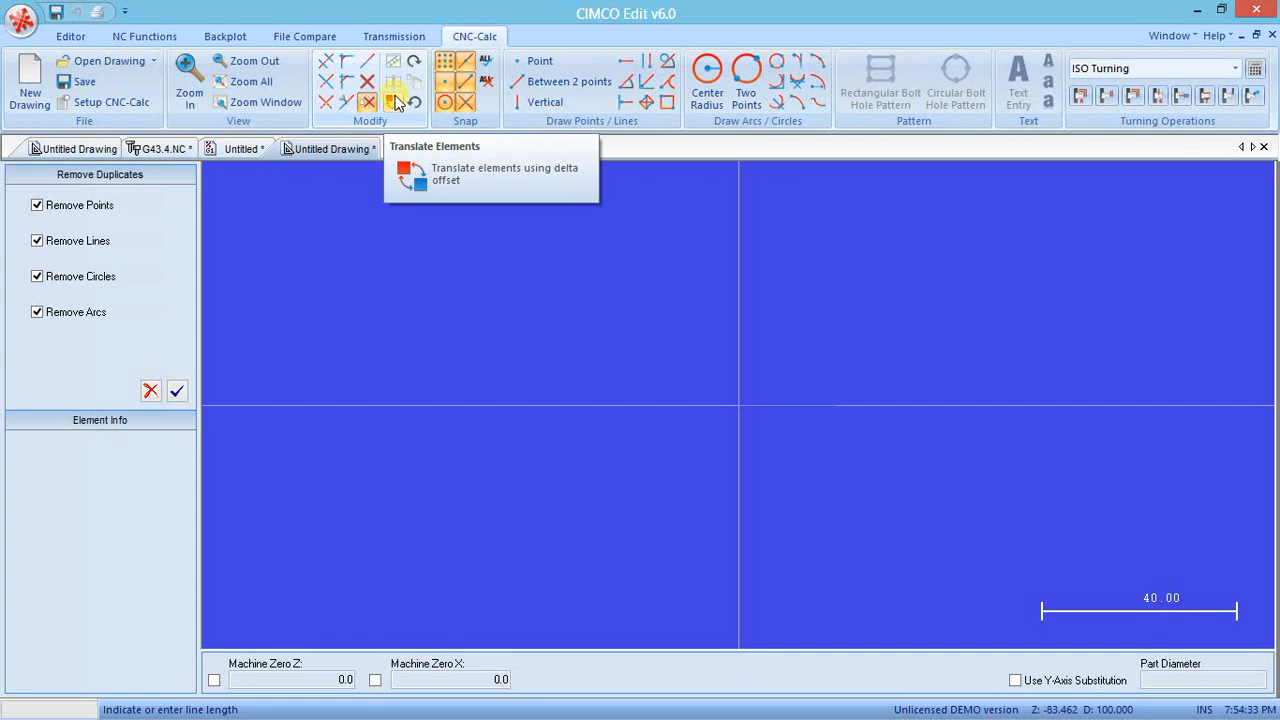 CIMCO Edit v6.0
Editor
CNC Functions
Backplot
File Compare
Transmission
CNC-Calc
Window
Help
New Drawing
Open Drawing
Save
Setup CNC-Calc
File
Zoom In
Zoom Out
Zoom All
Zoom Window
View
Modify
Snap
Point
Between 2 points
Vertical
Draw Points / Lines
Center Radius
Two Points
Draw Arcs / Circles
Rectangular Bolt Hole Pattern
Circular Bolt Hole Pattern
Pattern
Text Entry
Text
ISO Turning
Turning Operations
Untitled Drawing
G43.4.NC *
Untitled *
Untitled Drawing *
Translate Elements
Translate elements using delta
offset
Remove Duplicates
Remove Points
Remove Lines
Remove Circles
Remove Arcs
Element Info
40.00
Machine Zero Z:
0.0
Machine Zero X:
0.0
Use Y-Axis Substitution
Part Diameter
Indicate or enter line length
Unlicensed DEMO version
Z: -83.462 D: 100.000
INS
7:54:33 PM